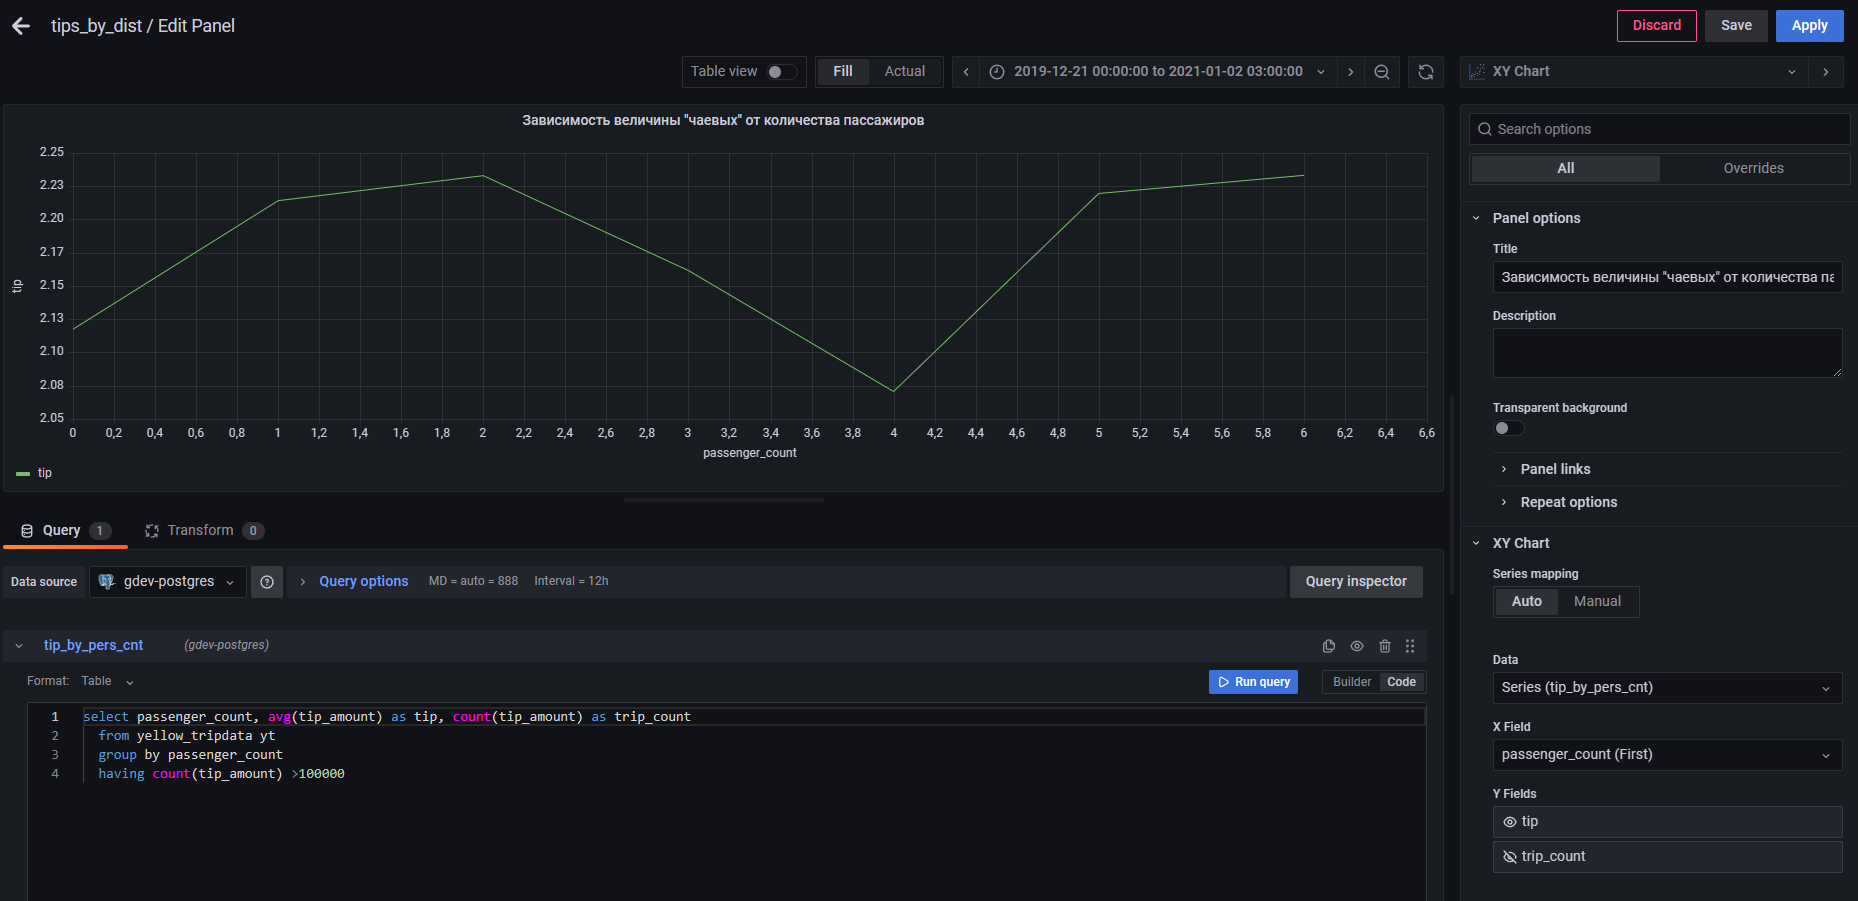 tips_by_dist / Edit Panel
Discard
Save
Apply
Table view
Fill
Actual
2019-12-21 00:00:00 to 2021-01-02 03:00:00
XY Chart
Зависимость величины "чаевых" от количества пассажиров
2.25
2.23
2.20
2.17
2.15
2.13
2.10
2.08
2.05
tip
0 0,2 0,4 0,6 0,8 1 1,2 1,4 1,6 1,8 2 2,2 2,4 2,6 2,8 3 3,2 3,4 3,6 3,8 4 4,2 4,4 4,6 4,8 5 5,2 5,4 5,6 5,8 6 6,2 6,4 6,6
passenger_count
tip
Query 1
Transform 0
Data source
gdev-postgres
Query options
MD = auto = 888
Interval = 12h
Query inspector
tip_by_pers_cnt
(gdev-postgres)
Format: Table
Run query
Builder
Code
1 select passenger_count, avg(tip_amount) as tip, count(tip_amount) as trip_count
2 from yellow_tripdata yt
3 group by passenger_count
4 having count(tip_amount) >100000
Search options
All
Overrides
Panel options
Title
Зависимость величины "чаевых" от количества па
Description
Transparent background
Panel links
Repeat options
XY Chart
Series mapping
Auto
Manual
Data
Series (tip_by_pers_cnt)
X Field
passenger_count (First)
Y Fields
tip
trip_count